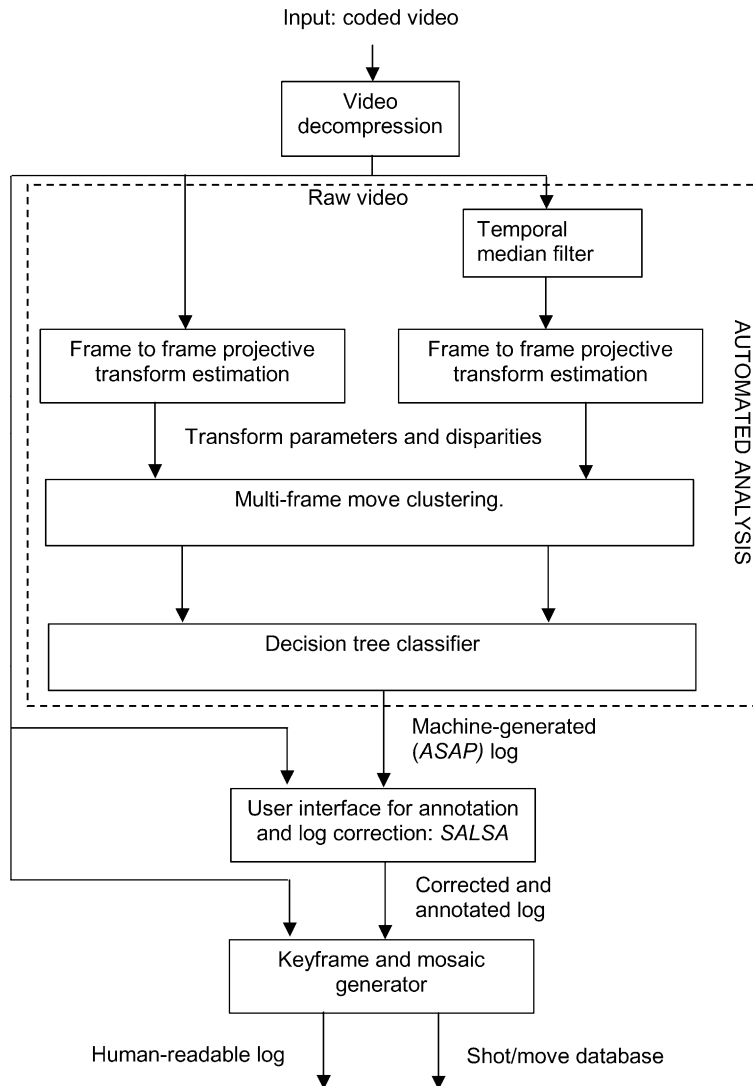 Input: coded video
Video
decompression
Raw video
Temporal
median filter
Frame to frame projective
transform estimation
Frame to frame projective
transform estimation
Transform parameters and disparities
Multi-frame move clustering.
Decision tree classifier
AUTOMATED ANALYSIS
Machine-generated
(ASAP) log
User interface for annotation
and log correction: SALSA
Corrected and
annotated log
Keyframe and mosaic
generator
Human-readable log
Shot/move database